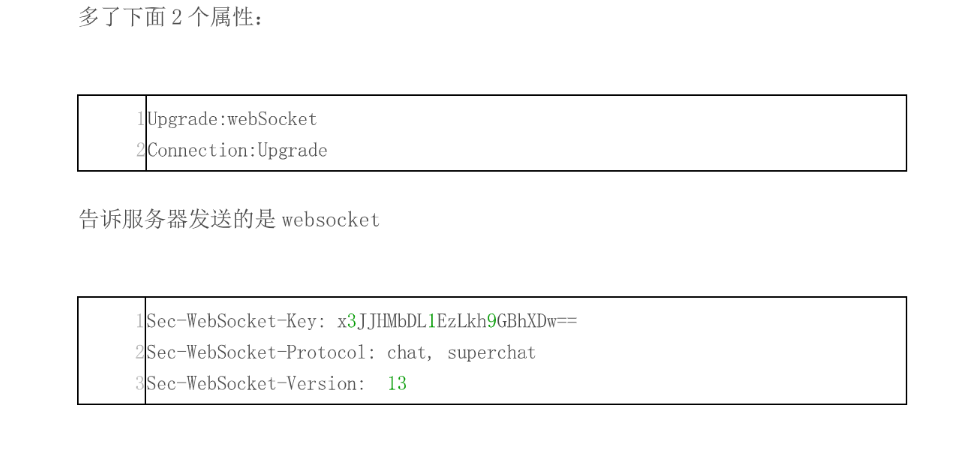 多了下面 2 个属性：
1Upgrade:webSocket
2Connection:Upgrade
告诉服务器发送的是 websocket
1Sec-WebSocket-Key: x3JJHMbDL1EzLkh9GBhXDw==
2Sec-WebSocket-Protocol: chat, superchat
3Sec-WebSocket-Version:  13